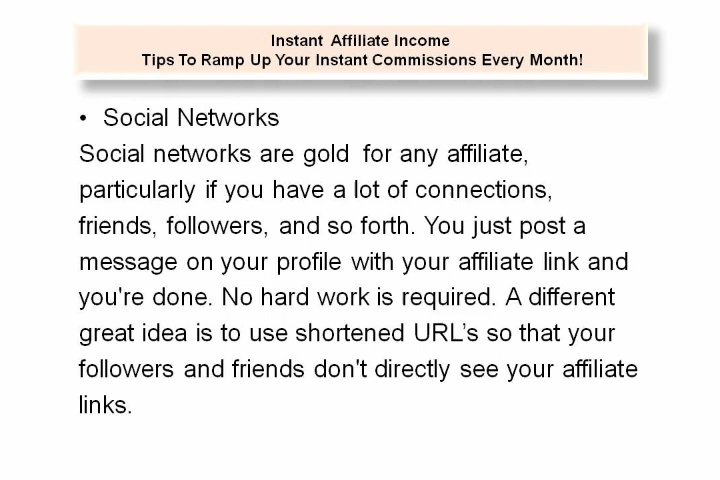 Instant Affiliate Income
Tips To Ramp Up Your Instant Commissions Every Month!
• Social Networks
Social networks are gold for any affiliate,
particularly if you have a lot of connections,
friends, followers, and so forth. You just post a
message on your profile with your affiliate link and
you're done. No hard work is required. A different
great idea is to use shortened URL’s so that your
followers and friends don't directly see your affiliate
links.